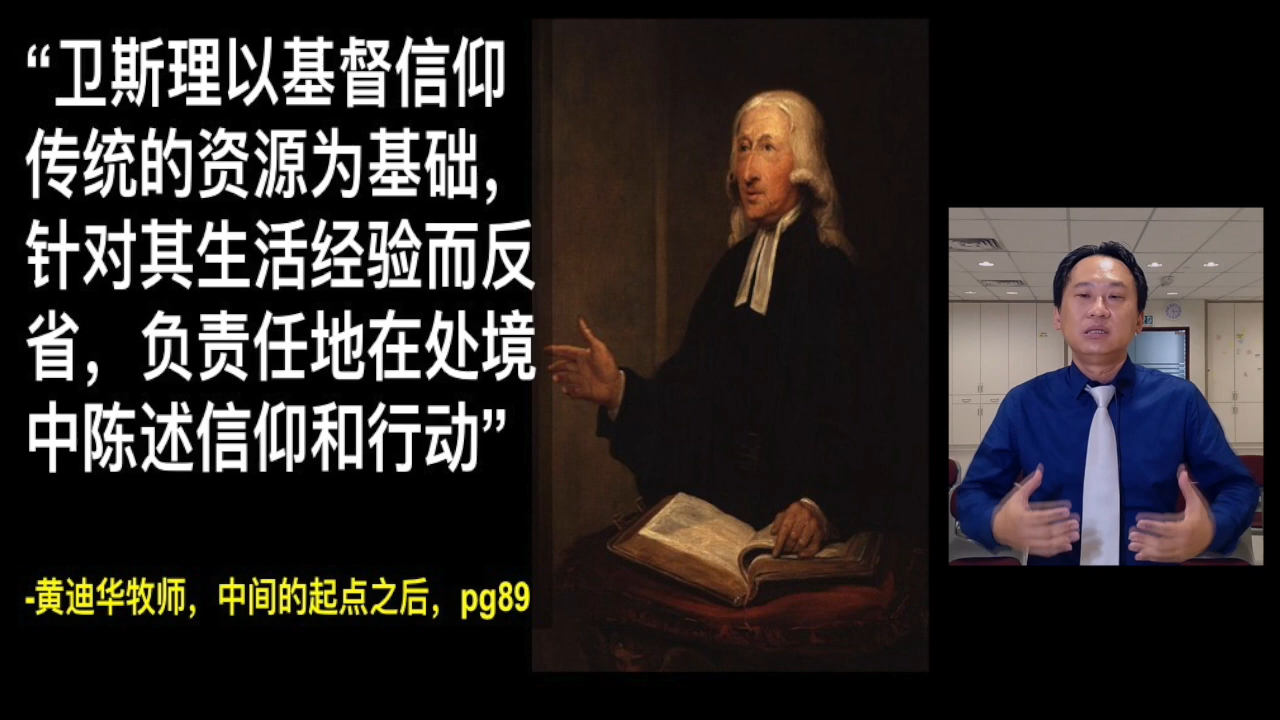 “卫斯理以基督信仰
传统的资源为基础，
针对其生活经验而反
省，负责任地在处境
中陈述信仰和行动”
-黄迪华牧师，中间的起点之后，pg89